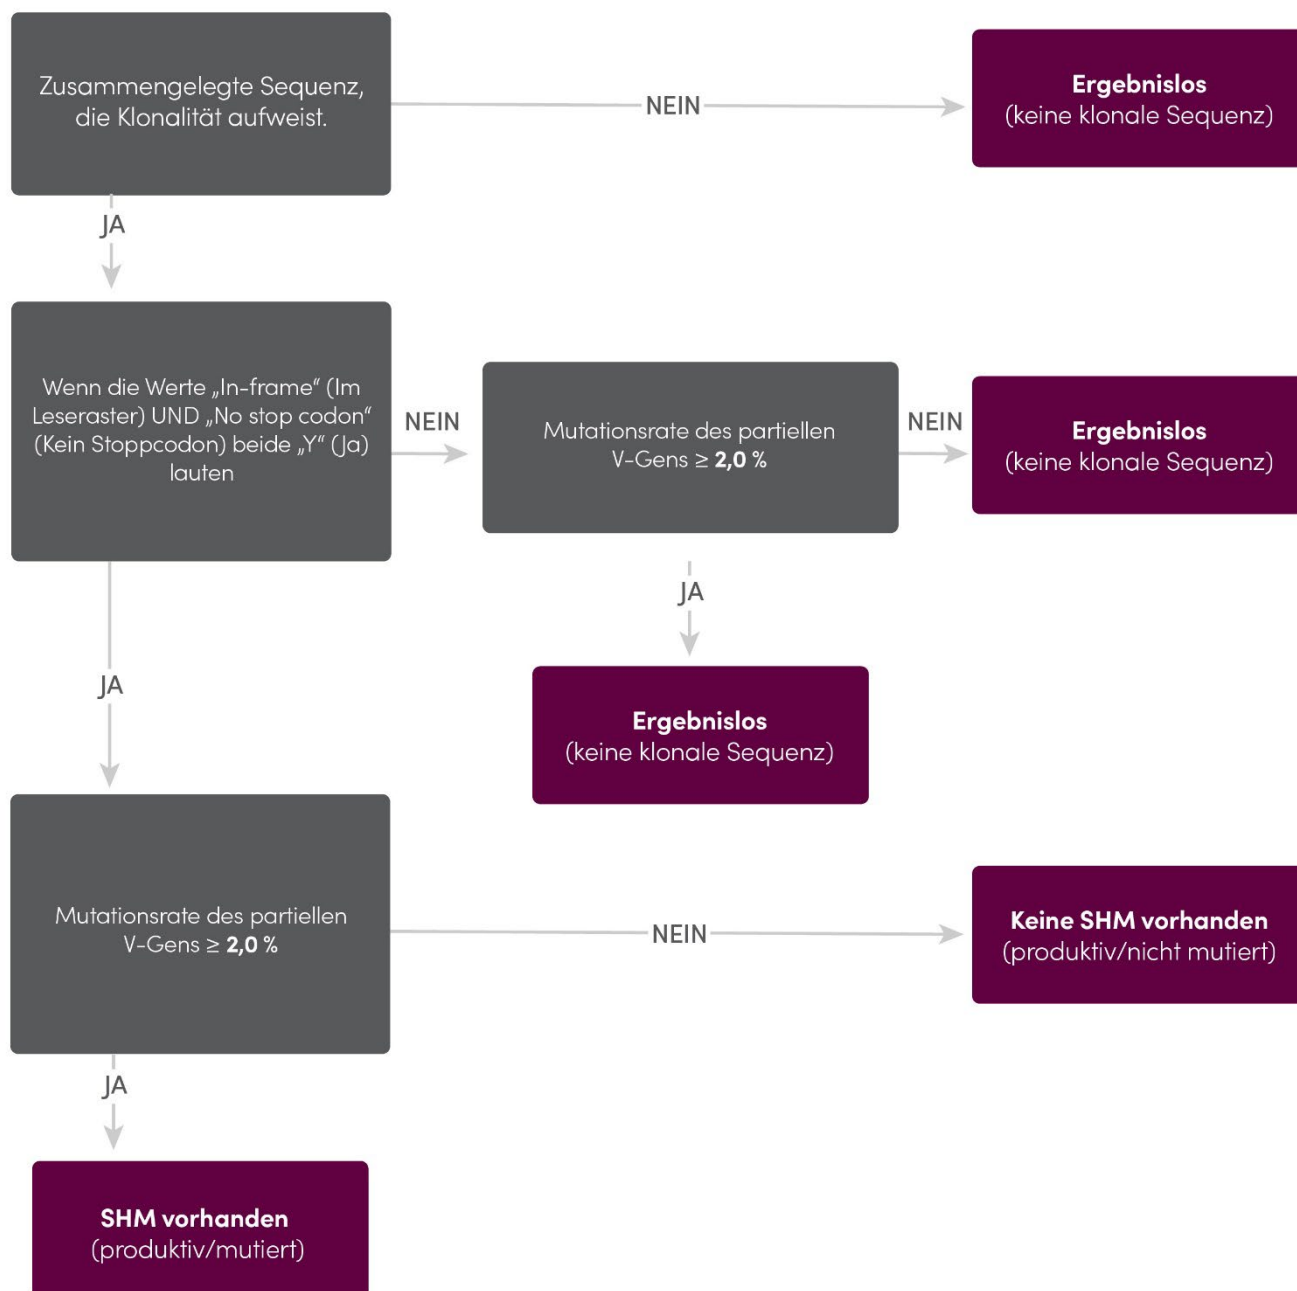 Zusammengelegte Sequenz,
die Klonalität aufweist.
NEIN
Ergebnislos
(keine klonale Sequenz)
JA
Wenn die Werte „In-frame“ (Im
Leseraster) UND „No stop codon“
(Kein Stoppcodon) beide „Y“ (Ja)
lauten
NEIN
Mutationsrate des partiellen
V-Gens ≥ 2,0 %
NEIN
Ergebnislos
(keine klonale Sequenz)
JA
Ergebnislos
(keine klonale Sequenz)
JA
Mutationsrate des partiellen
V-Gens ≥ 2,0 %
NEIN
Keine SHM vorhanden
(produktiv/nicht mutiert)
JA
SHM vorhanden
(produktiv/mutiert)